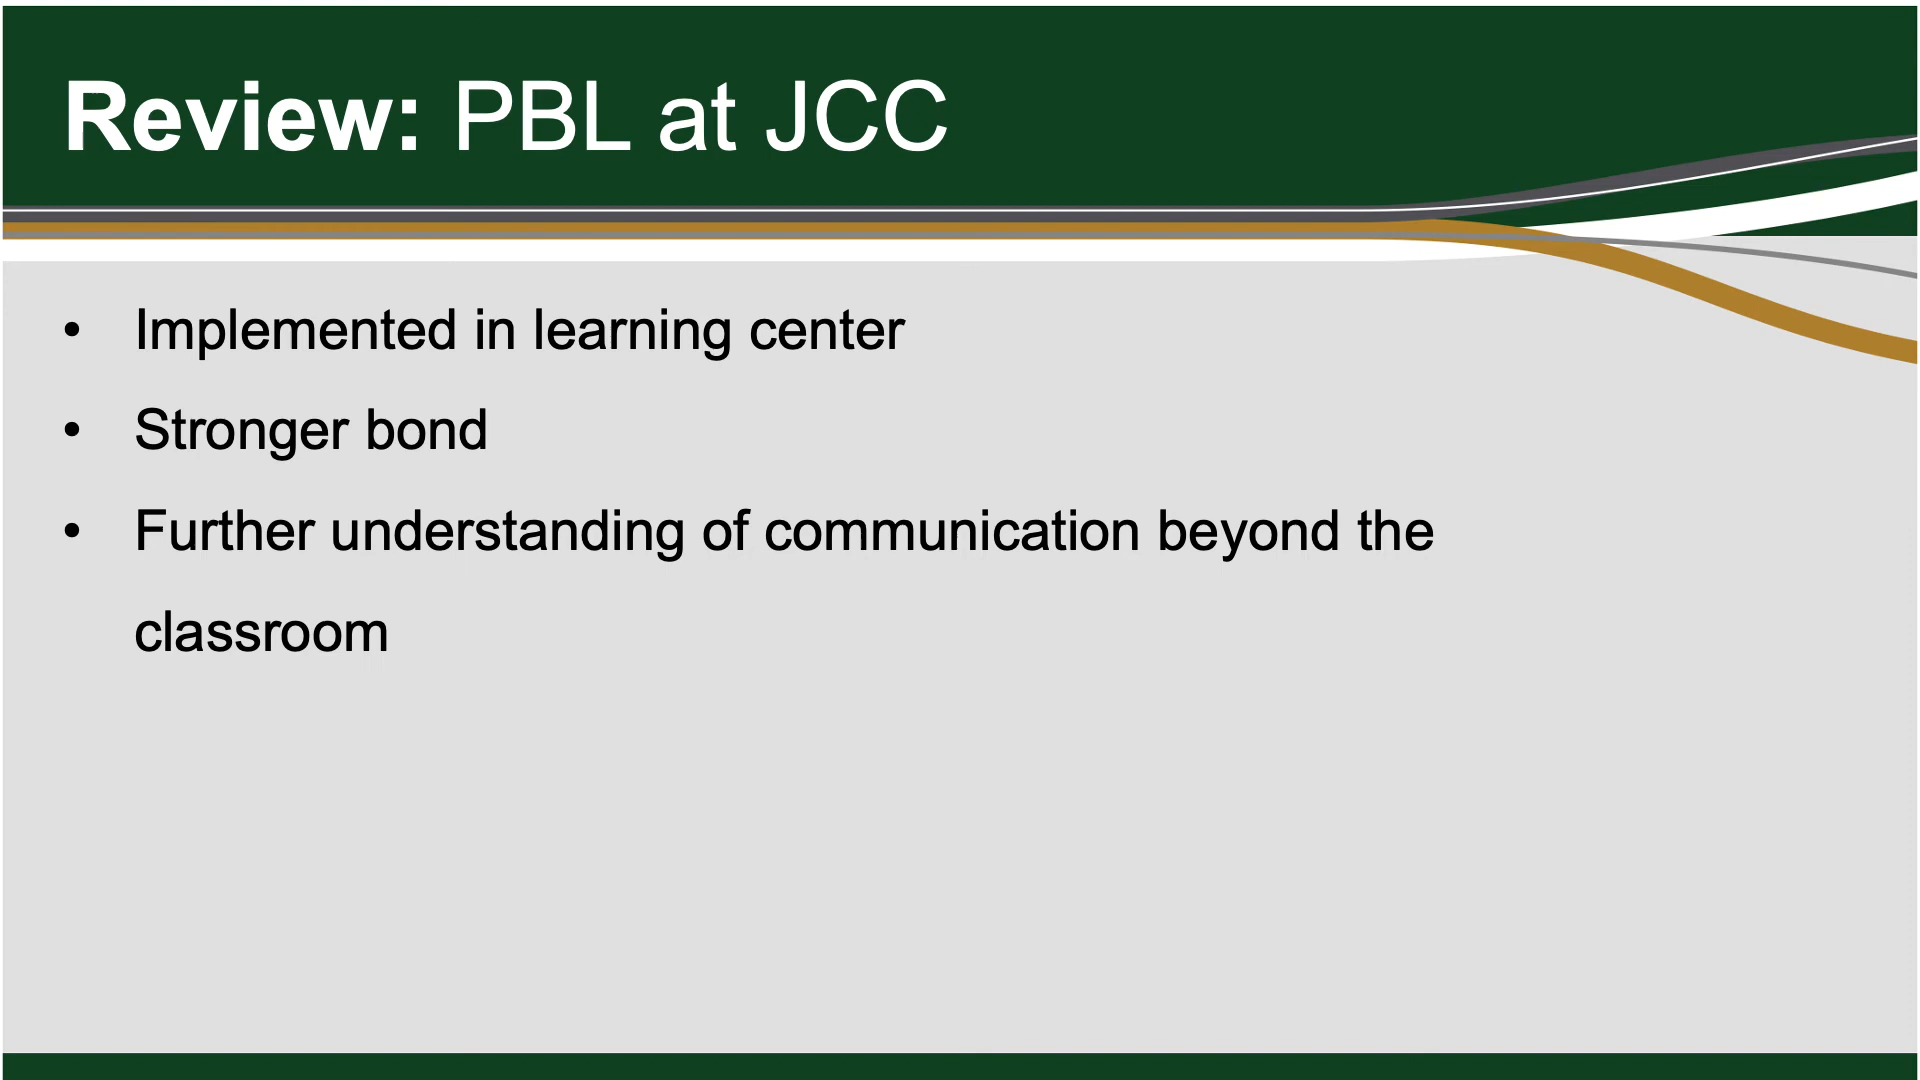 Review: PBL at JCC
• Implemented in learning center
• Stronger bond
• Further understanding of communication beyond the
classroom